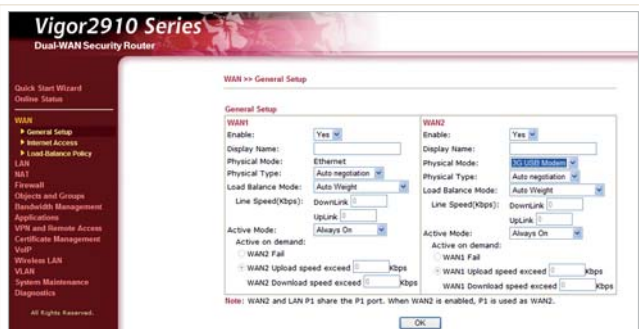 Vigor2910 Series
Dual-WAN Security Router
Quick Start Wizard
Online Status
WAN
General Setup
Internet Access
Load-Balance Policy
LAN
NAT
Firewall
Objects and Groups
Bandwidth Management
Applications
VPN and Remote Access
Certificate Management
VoIP
Wireless LAN
VLAN
System Maintenance
Diagnostics
All Rights Reserved.
WAN >> General Setup
General Setup
WAN1
Enable: Yes
Display Name:
Physical Mode: Ethernet
Physical Type: Auto negotiation
Load Balance Mode: Auto Weight
Line Speed(Kbps): DownLink 0
UpLink 0
Active Mode: Always On
Active on demand:
WAN2 Fail
WAN2 Upload speed exceed 0 Kbps
WAN2 Download speed exceed 0 Kbps
WAN2
Enable: Yes
Display Name:
Physical Mode: 3G USB Modem
Physical Type: Auto negotiation
Load Balance Mode: Auto Weight
Line Speed(Kbps): DownLink 0
UpLink 0
Active Mode: Always On
Active on demand:
WAN1 Fail
WAN1 Upload speed exceed 0 Kbps
WAN1 Download speed exceed 0 Kbps
Note: WAN2 and LAN P1 share the P1 port. When WAN2 is enabled, P1 is used as WAN2.
OK